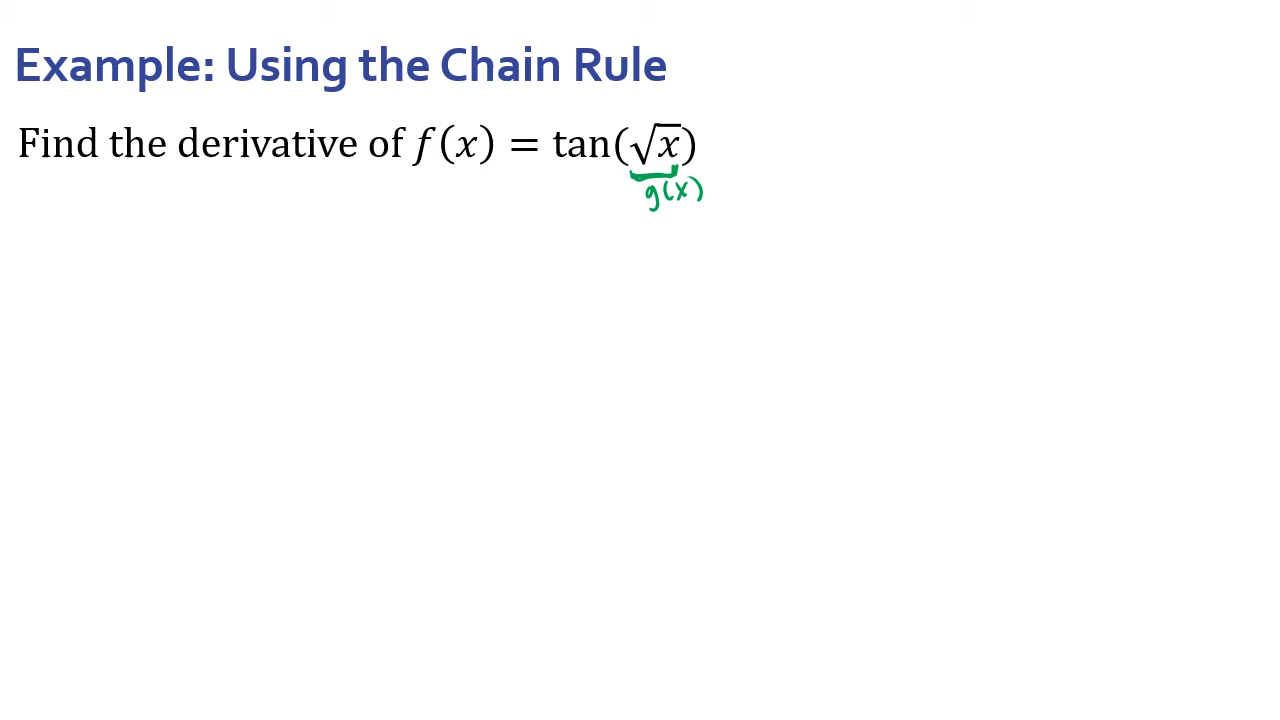 Example: Using the Chain Rule
Find the derivative of f(x) = tan(√x)
g(x)